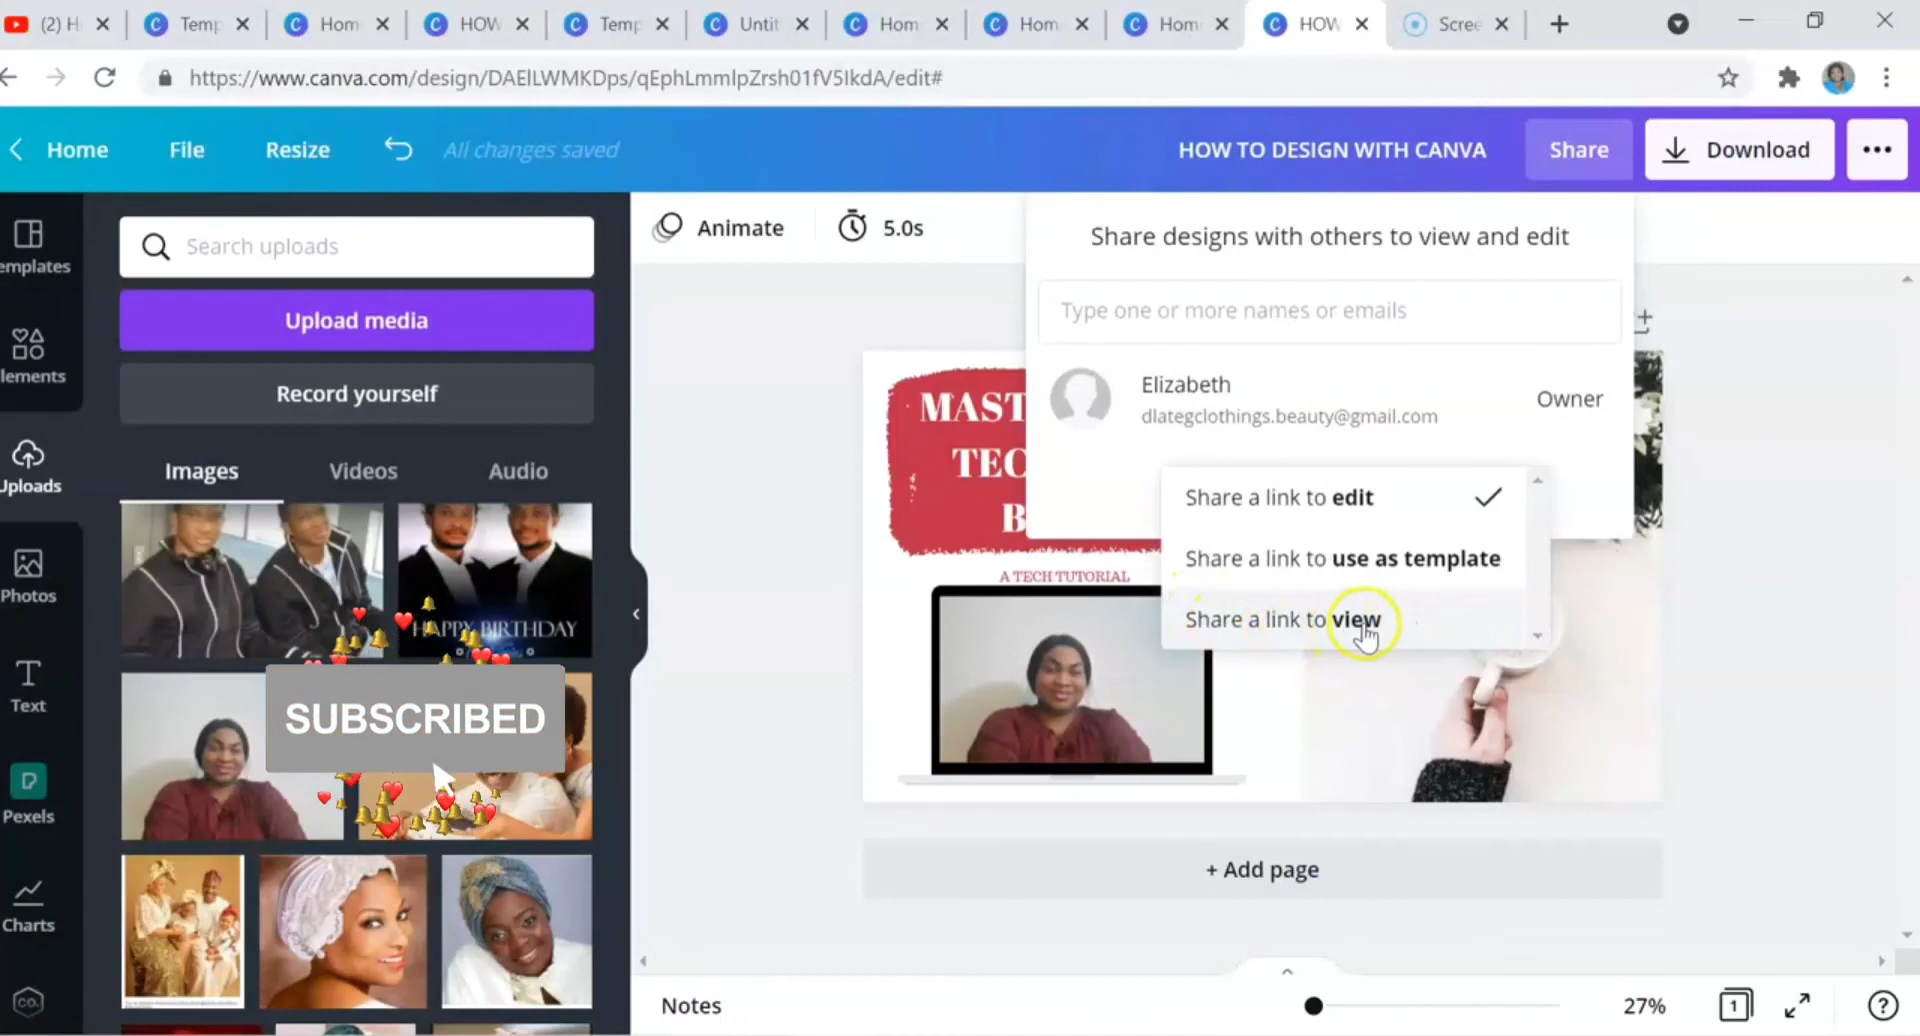 (2) H
Temp
Hom
HOW
Temp
Untit
Hom
Hom
Hom
HOW
Scree
https://www.canva.com/design/DAElLWMKDps/qEphLmmlpZrsh01fV5IkdA/edit#
Home
File
Resize
All changes saved
HOW TO DESIGN WITH CANVA
Share
Download
emplates
lements
Uploads
Photos
Text
Pexels
Charts
CO.
Search uploads
Upload media
Record yourself
Images
Videos
Audio
HAPPY BIRTHDAY
SUBSCRIBED
Animate
5.0s
Share designs with others to view and edit
Type one or more names or emails
Elizabeth
dlategclothings.beauty@gmail.com
Owner
Share a link to edit
Share a link to use as template
Share a link to view
MAST
TEC
B
A TECH TUTORIAL
+ Add page
Notes
27%
1
?